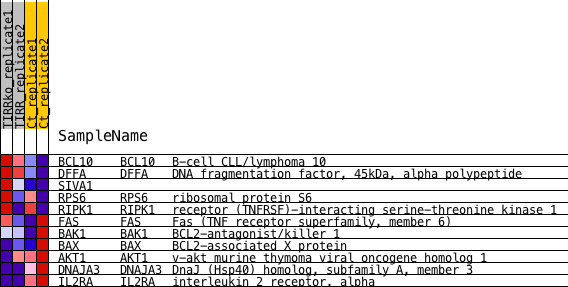 TIRRko_replicate1
TIRR_replicate2
Ct_replicate1
Ct_replicate2
SampleName
BCL10 BCL10 B-cell CLL/lymphoma 10
DFFA DFFA DNA fragmentation factor, 45kDa, alpha polypeptide
SIVA1
RPS6 RPS6 ribosomal protein S6
RIPK1 RIPK1 receptor (TNFRSF)-interacting serine-threonine kinase 1
FAS FAS Fas (TNF receptor superfamily, member 6)
BAK1 BAK1 BCL2-antagonist/killer 1
BAX BAX BCL2-associated X protein
AKT1 AKT1 v-akt murine thymoma viral oncogene homolog 1
DNAJA3 DNAJA3 DnaJ (Hsp40) homolog, subfamily A, member 3
IL2RA IL2RA interleukin 2 receptor, alpha